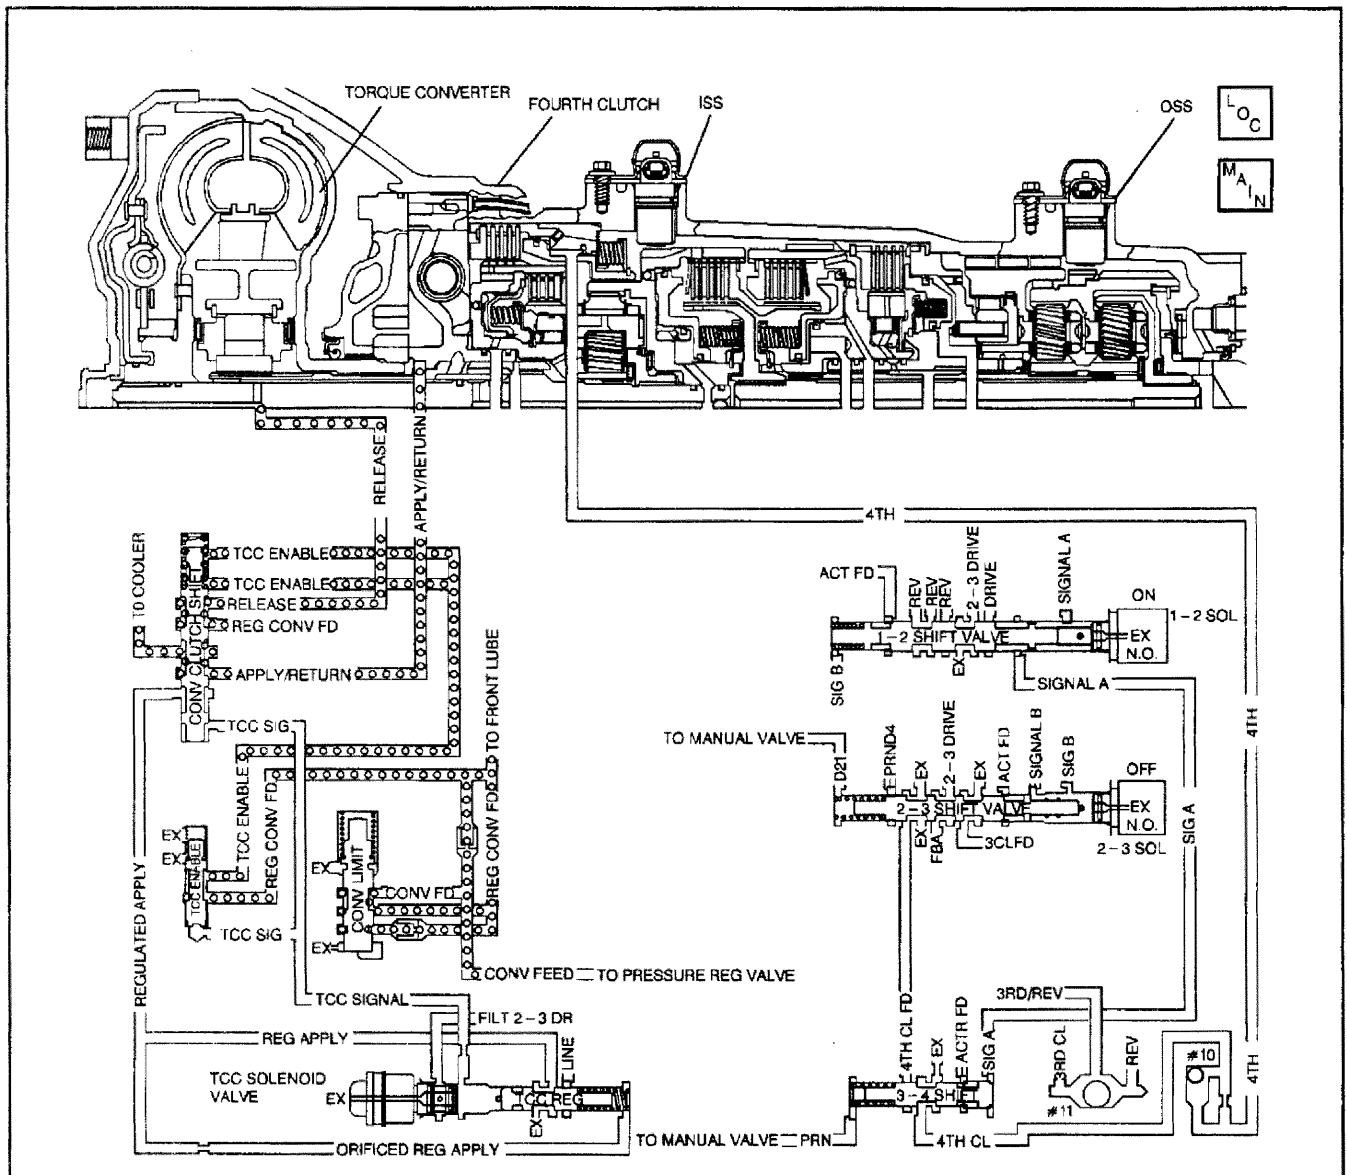 TORQUE CONVERTER
FOURTH CLUTCH
ISS
OSS
LOC
MAIN
RELEASE
APPLY/RETURN
4TH
TO COOLER
CONV CLUTCH SHIFT
TCC ENABLE
TCC ENABLE
RELEASE
REG CONV FD
APPLY/RETURN
TCC SIG
ACT FD
REV
REV
REV
2-3 DRIVE
DRIVE
SIGNAL A
ON
1-2 SOL
1-2 SHIFT VALVE
EX
N.O.
SIG B
EX
SIGNAL A
4TH
TO MANUAL VALVE
D21
PRND4
EX
2-3 DRIVE
EX
ACT FD
SIGNAL B
SIG B
OFF
2-3 SHIFT VALVE
EX
N.O.
EX
FBA
3CLFD
2-3 SOL
SIG A
TO FRONT LUBE
TCC ENABLE
REG CONV FD
REG CONV FD
EX
EX
TCC ENABLE
TCC SIG
EX
CONV LIMIT
CONV FD
EX
CONV FEED
TO PRESSURE REG VALVE
REGULATED APPLY
TCC SIGNAL
FILT 2-3 DR
REG APPLY
LINE
TCC SOLENOID
VALVE
EX
TCC REG
EX
ORIFICED REG APPLY
4TH CL FD
EX
ACTR FD
SIG A
3-4 SHIF
TO MANUAL VALVE
PRN
4TH CL
3RD/REV
3RD CL
REV
#11
#10
4TH